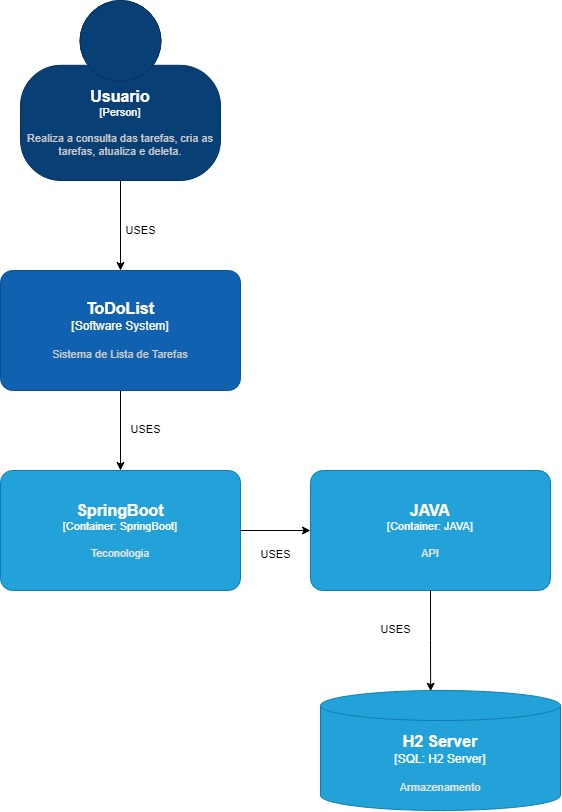 Usuario
[Person]
Realiza a consulta das tarefas, cria as
tarefas, atualiza e deleta.
USES
ToDoList
[Software System]
Sistema de Lista de Tarefas
USES
SpringBoot
[Container: SpringBoot]
Teconologia
USES
JAVA
[Container: JAVA]
API
USES
H2 Server
[SQL: H2 Server]
Armazenamento